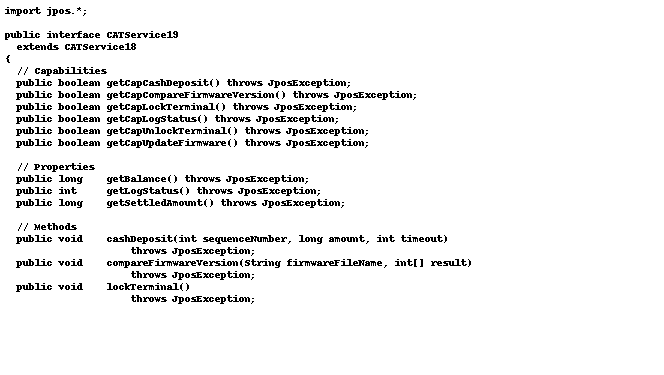 import jpos.*;

public interface CATService19
  extends CATService18
{
  // Capabilities
  public boolean getCapCashDeposit() throws JposException;
  public boolean getCapCompareFirmwareVersion() throws JposException;
  public boolean getCapLockTerminal() throws JposException;
  public boolean getCapLogStatus() throws JposException;
  public boolean getCapUnlockTerminal() throws JposException;
  public boolean getCapUpdateFirmware() throws JposException;

  // Properties
  public long    getBalance() throws JposException;
  public int     getLogStatus() throws JposException;
  public long    getSettledAmount() throws JposException;

  // Methods
  public void    cashDeposit(int sequenceNumber, long amount, int timeout)
                     throws JposException;
  public void    compareFirmwareVersion(String firmwareFileName, int[] result)
                     throws JposException;
  public void    lockTerminal()
                     throws JposException;